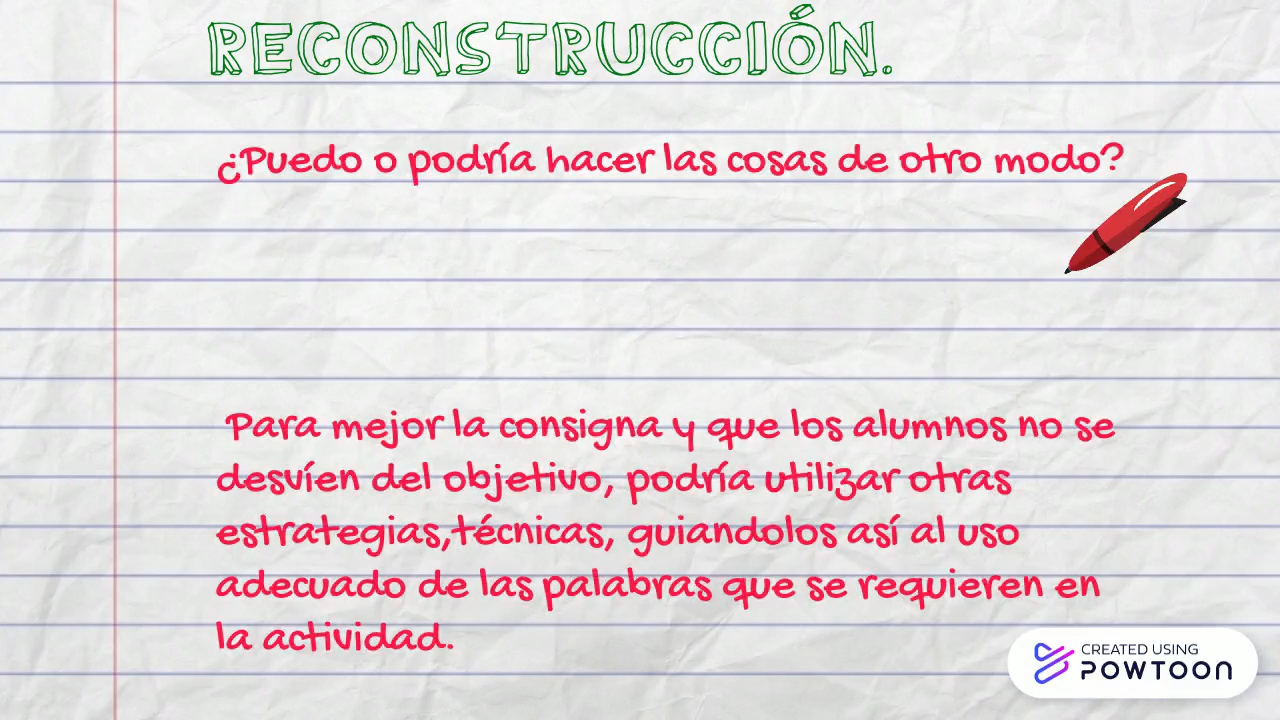 RECONSTRUCCIÓN.
¿Puedo o podría hacer las cosas de otro modo?
Para mejor la consigna y que los alumnos no se
desvíen del objetivo, podría utilizar otras
estrategias,técnicas, guiandolos así al uso
adecuado de las palabras que se requieren en
la actividad.
CREATED USING
POWTOON